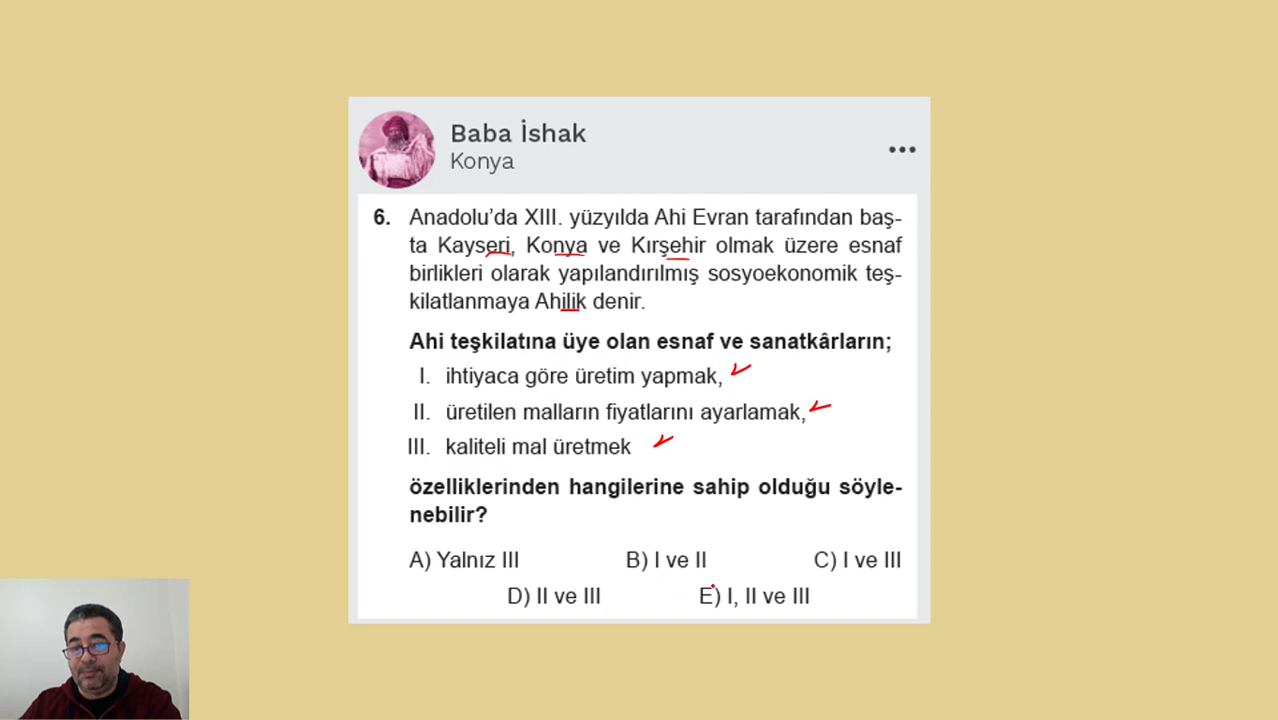 Baba İshak
Konya
6. Anadolu'da XIII. yüzyılda Ahi Evran tarafından baş-
ta Kayseri, Konya ve Kırşehir olmak üzere esnaf
birlikleri olarak yapılandırılmış sosyoekonomik teş-
kilatlanmaya Ahilik denir.
Ahi teşkilatına üye olan esnaf ve sanatkârların;
I. ihtiyaca göre üretim yapmak,
II. üretilen malların fiyatlarını ayarlamak,
III. kaliteli mal üretmek
özelliklerinden hangilerine sahip olduğu söyle-
nebilir?
A) Yalnız III B) I ve II C) I ve III
D) II ve III E) I, II ve III